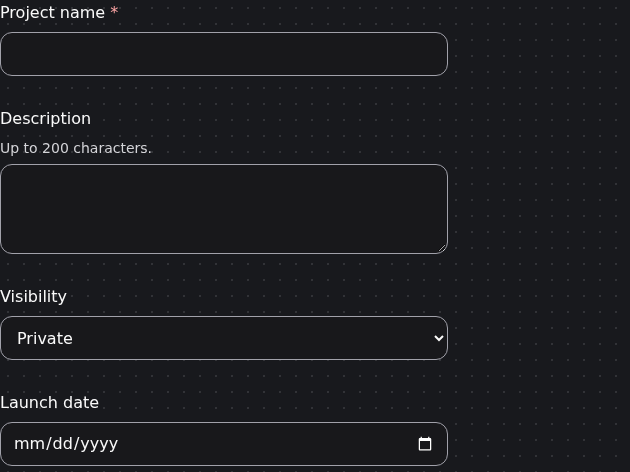 Project name *
Description
Up to 200 characters.
Visibility
Private
Launch date
mm/dd/yyyy